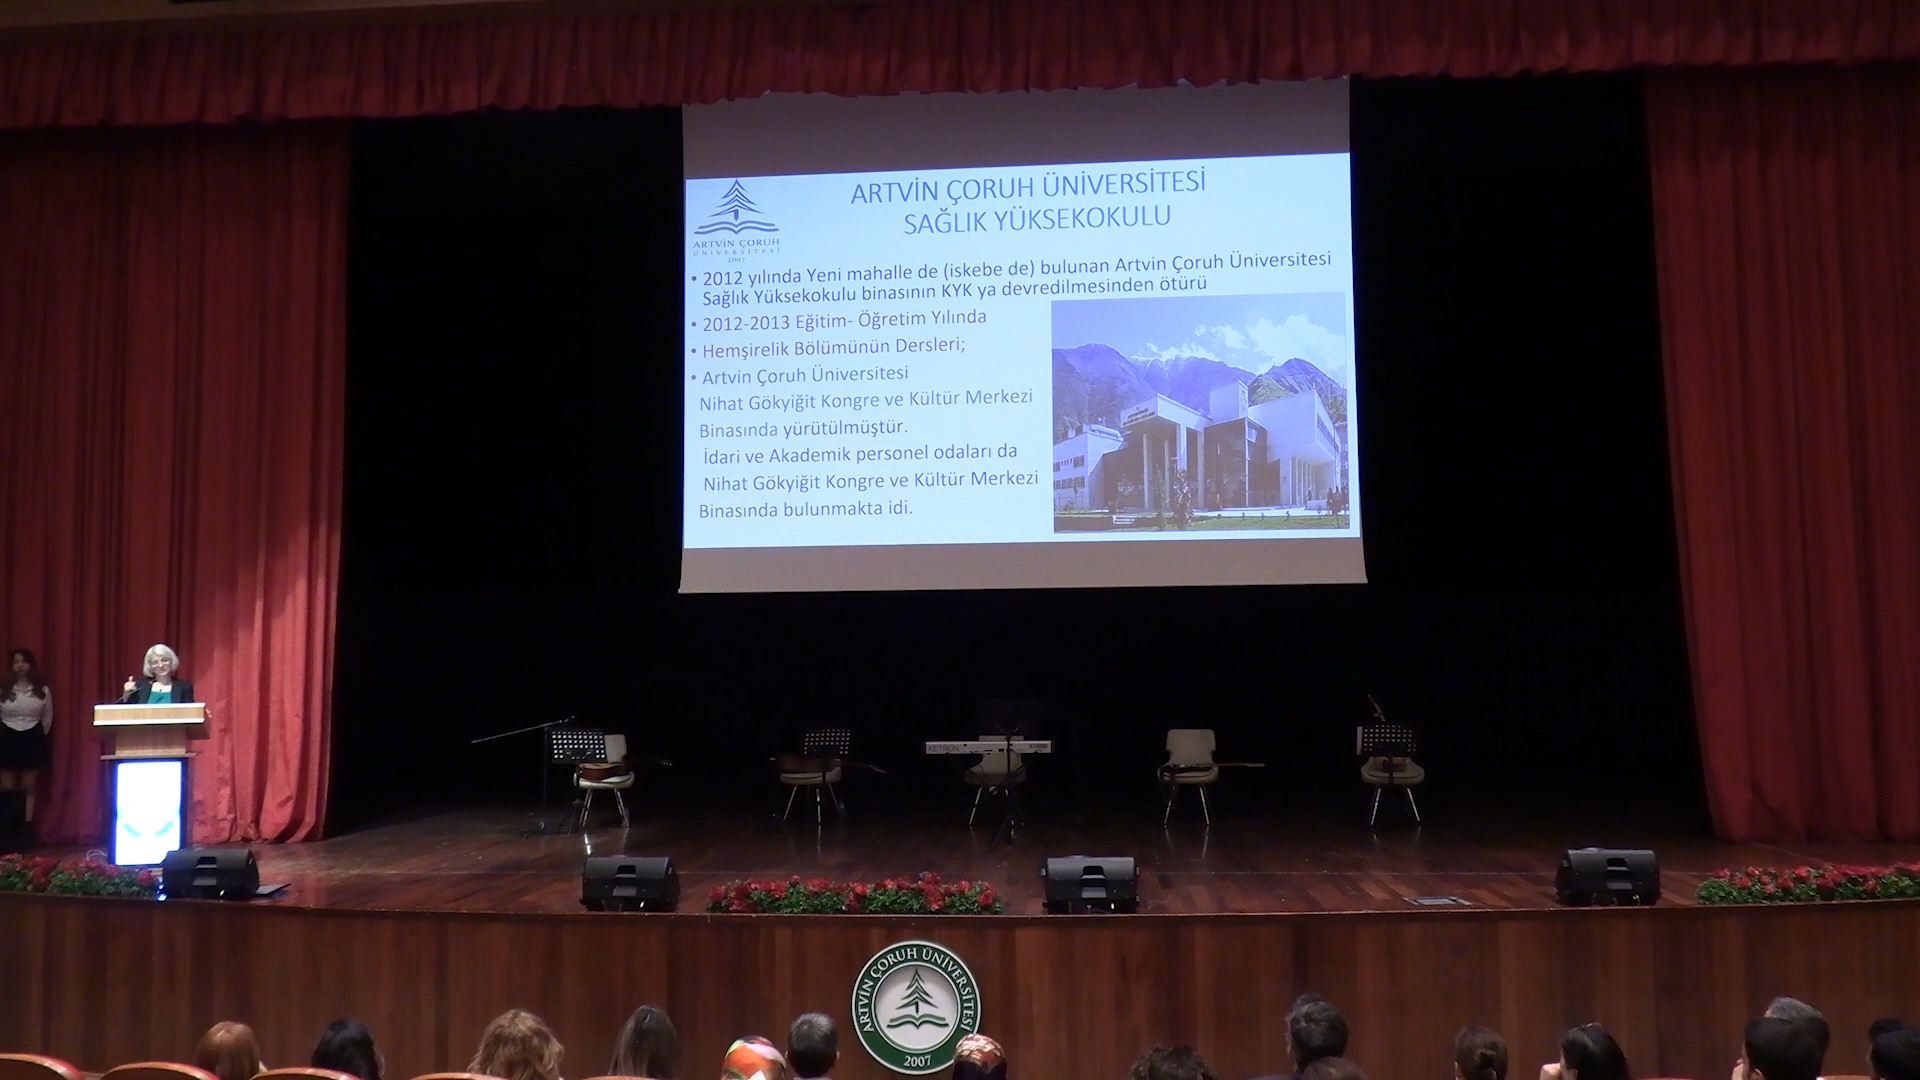 ARTVİN ÇORUH ÜNİVERSİTESİ
SAĞLIK YÜKSEKOKULU
ARTVİN ÇORUH
ÜNİVERSİTESİ
2007
• 2012 yılında Yeni mahalle de (iskebe de) bulunan Artvin Çoruh Üniversitesi
Sağlık Yüksekokulu binasının KYK ya devredilmesinden ötürü
• 2012-2013 Eğitim- Öğretim Yılında
• Hemşirelik Bölümünün Dersleri;
• Artvin Çoruh Üniversitesi
Nihat Gökyiğit Kongre ve Kültür Merkezi
Binasında yürütülmüştür.
İdari ve Akademik personel odaları da
Nihat Gökyiğit Kongre ve Kültür Merkezi
Binasında bulunmakta idi.
KETRON
ARTVİN ÇORUH ÜNİVERSİTESİ
2007